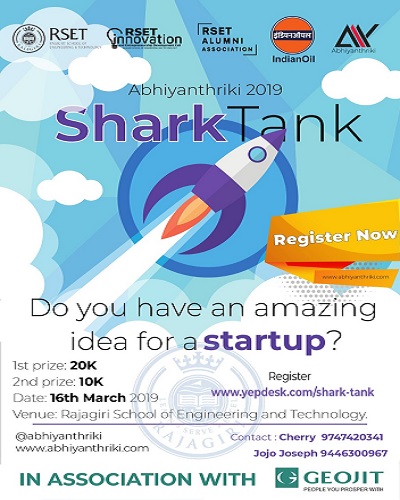 RSET
RSET
innovation
RSET
ALUMNI
ASSOCIATION
इंडियनऑयल
IndianOil
Abhiyanthriki
Abhiyanthriki 2019
SharkTank
Register Now
www.abhiyanthriki.com
Do you have an amazing
idea for a startup?
1st prize: 20K
2nd prize: 10K
Date: 16th March 2019
Venue: Rajagiri School of Engineering and Technology.
Register
www.yepdesk.com/shark-tank
@abhiyanthriki
www.abhiyanthriki.com
Contact : Cherry 9747420341
Jojo Joseph 9446300967
IN ASSOCIATION WITH GEOJIT
PEOPLE YOU PROSPER WITH